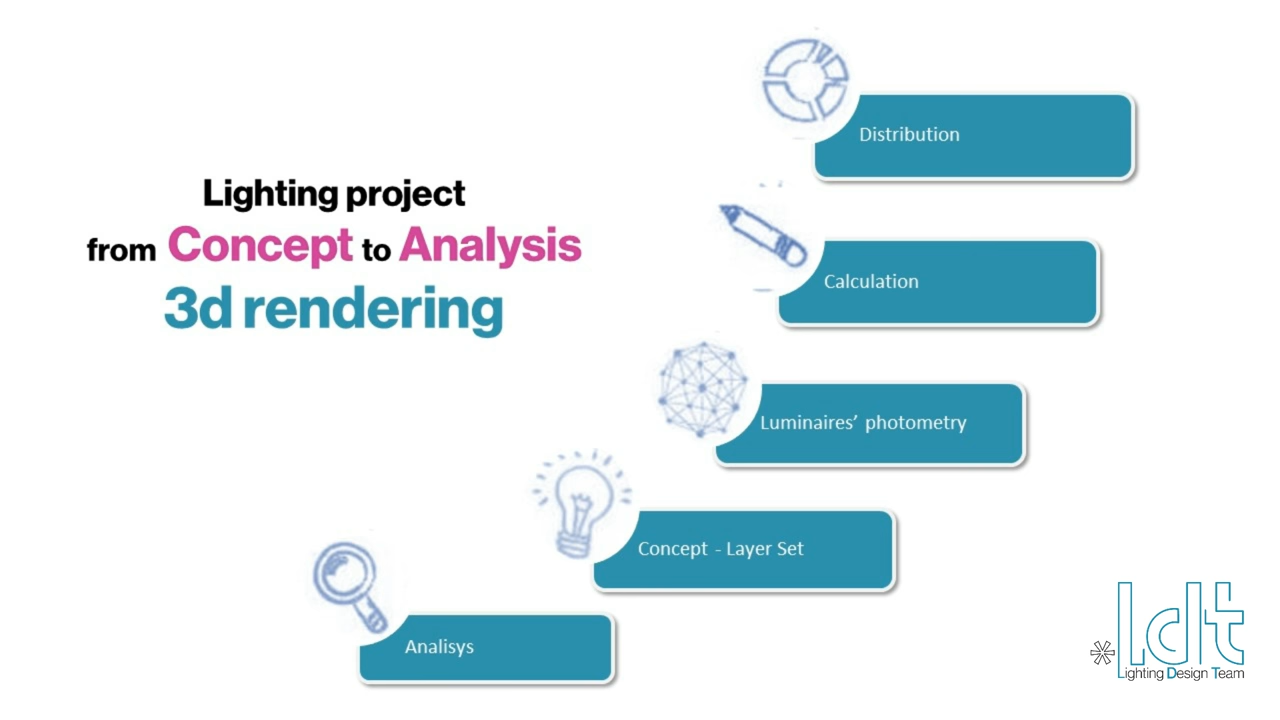 Lighting project
from Concept to Analysis
3d rendering
Distribution
Calculation
Luminaires’ photometry
Concept - Layer Set
Analisys
ldt
Lighting Design Team